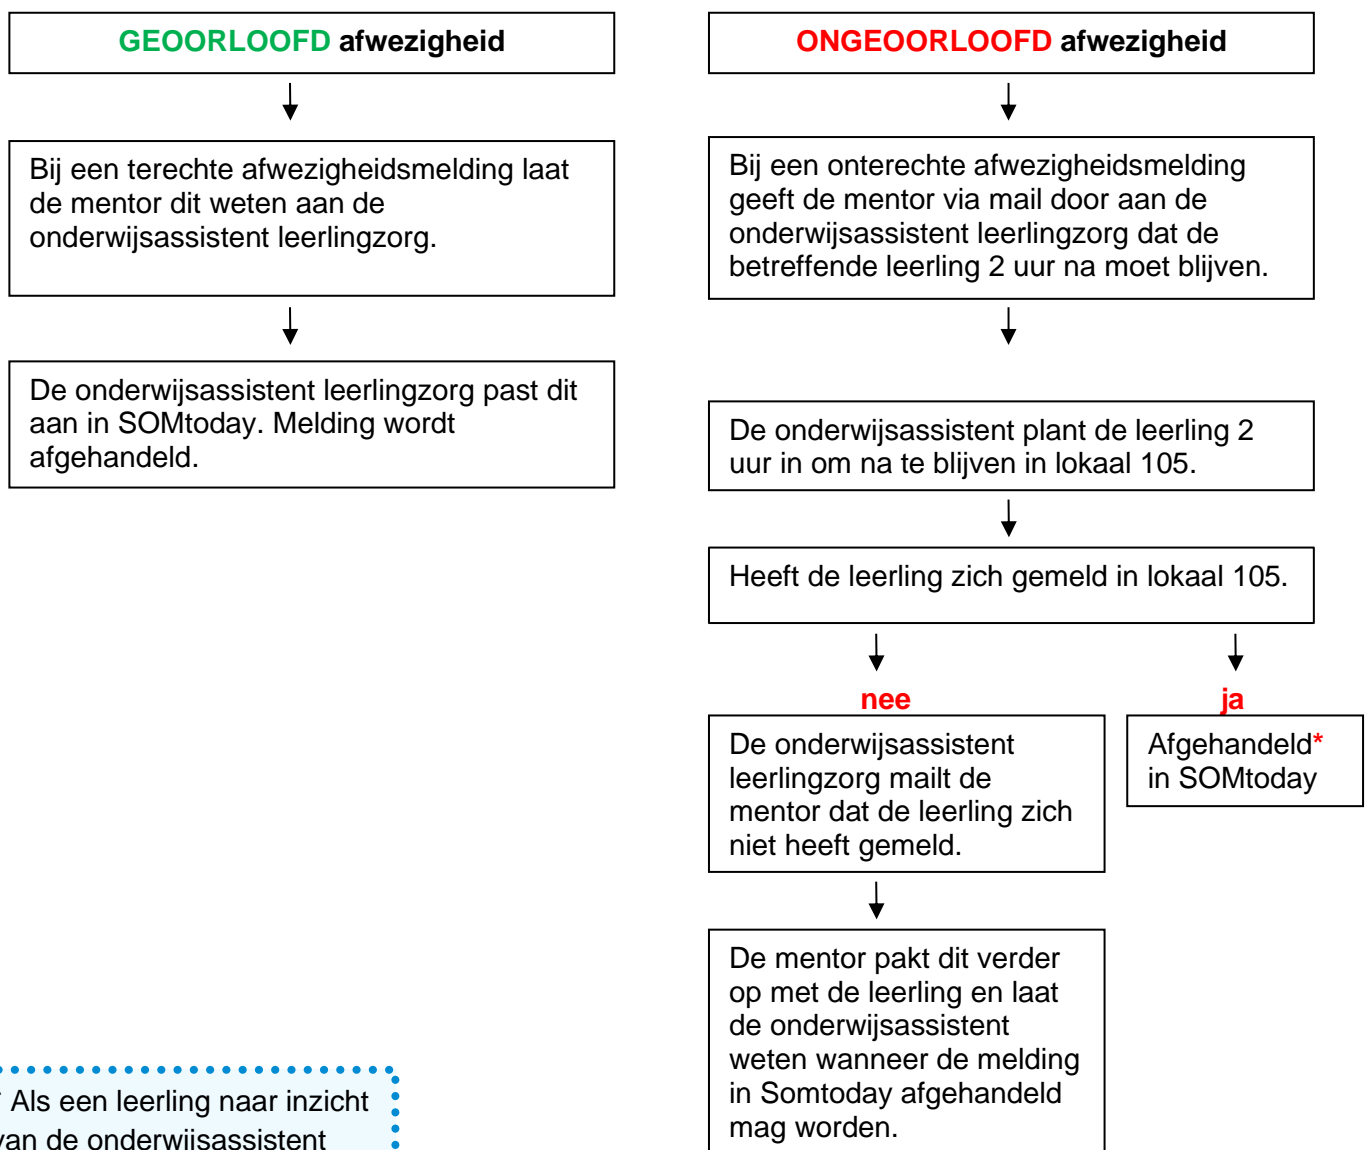 GEOORLOOFD afwezigheid
Bij een terechte afwezigheidsmelding laat
de mentor dit weten aan de
onderwijsassistent leerlingzorg.
De onderwijsassistent leerlingzorg past dit
aan in SOMtoday. Melding wordt
afgehandeld.
ONGEOORLOOFD afwezigheid
Bij een onterechte afwezigheidsmelding
geeft de mentor via mail door aan de
onderwijsassistent leerlingzorg dat de
betreffende leerling 2 uur na moet blijven.
De onderwijsassistent plant de leerling 2
uur in om na te blijven in lokaal 105.
Heeft de leerling zich gemeld in lokaal 105.
nee
De onderwijsassistent
leerlingzorg mailt de
mentor dat de leerling zich
niet heeft gemeld.
ja
Afgehandeld*
in SOMtoday
De mentor pakt dit verder
op met de leerling en laat
de onderwijsassistent
weten wanneer de melding
in Somtoday afgehandeld
mag worden.
* Als een leerling naar inzicht
van de onderwijsassistent